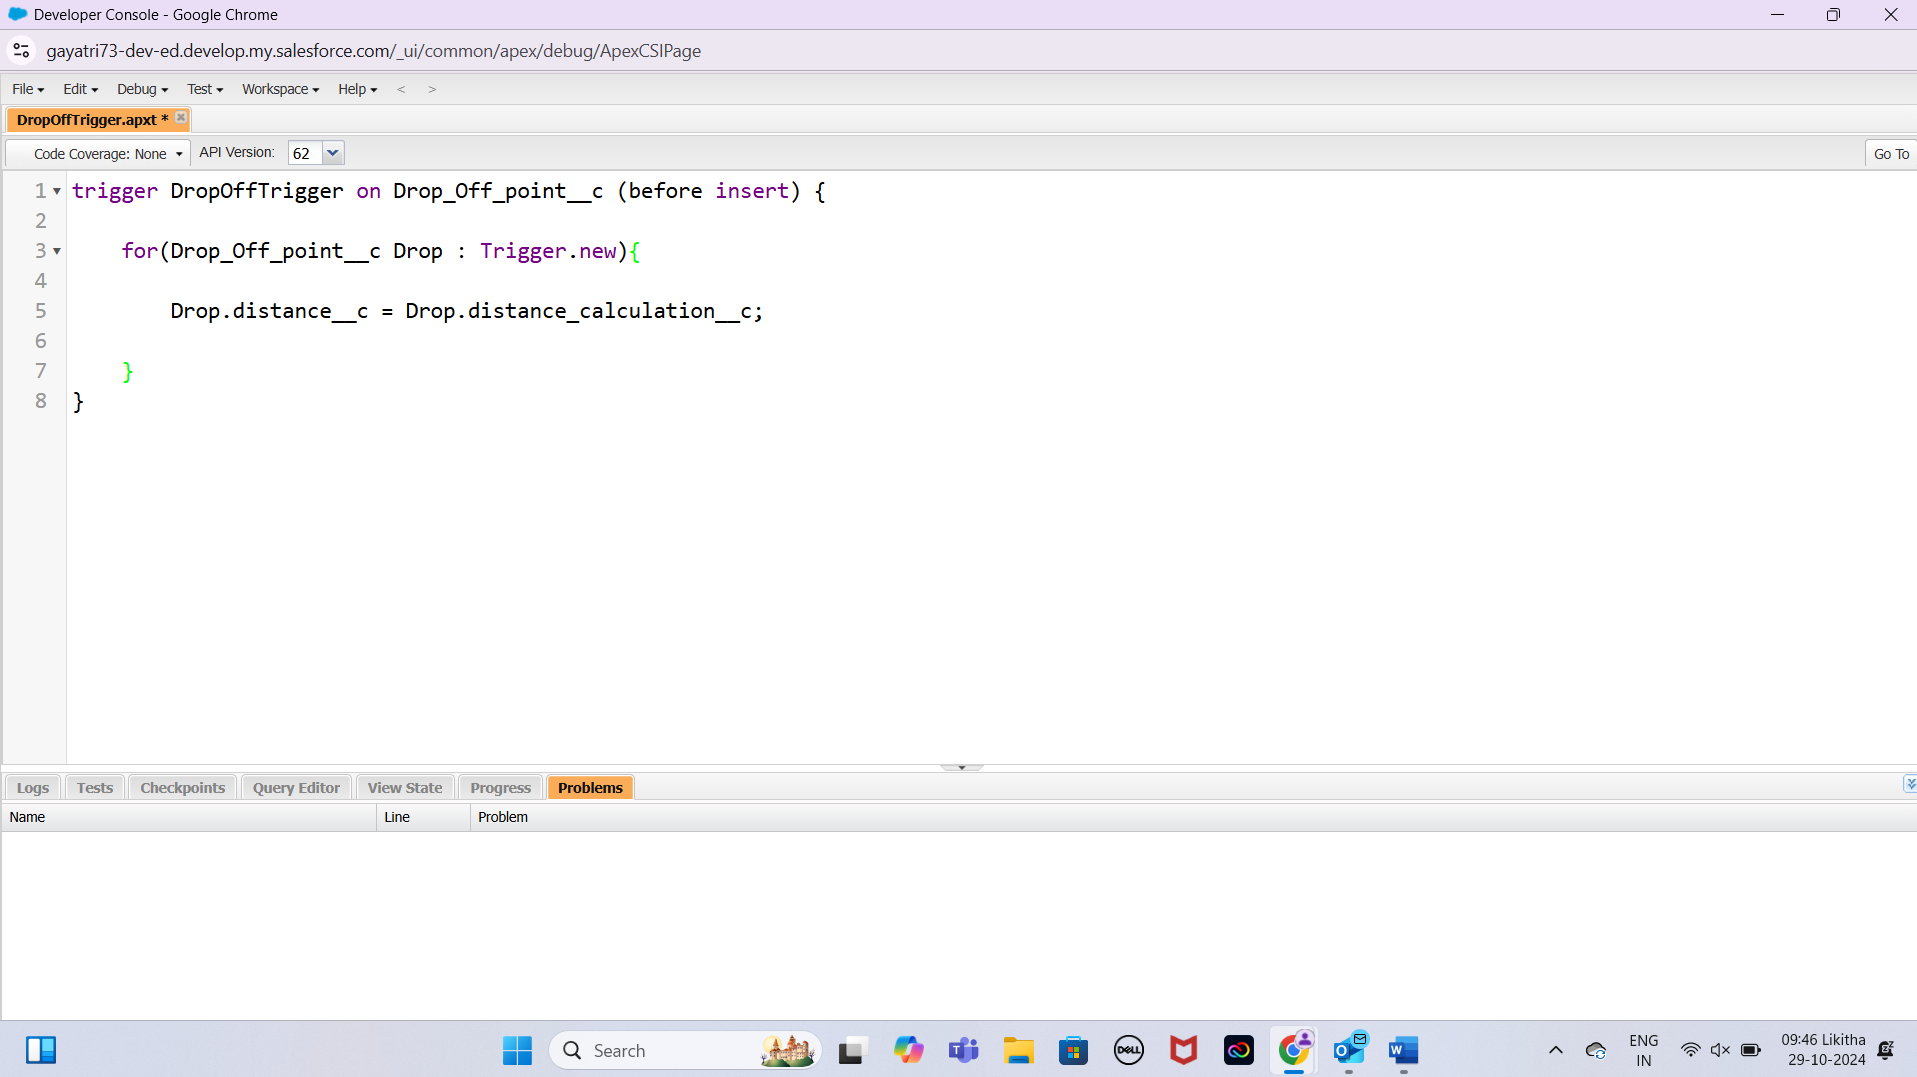 Developer Console - Google Chrome
gayatri73-dev-ed.develop.my.salesforce.com/_ui/common/apex/debug/ApexCSIPage
File Edit Debug Test Workspace Help < >
DropOffTrigger.apxt *
Code Coverage: None API Version: 62 Go To
1 trigger DropOffTrigger on Drop_Off_point__c (before insert) {
2
3 for(Drop_Off_point__c Drop : Trigger.new){
4
5 Drop.distance__c = Drop.distance_calculation__c;
6
7 }
8 }
Logs Tests Checkpoints Query Editor View State Progress Problems
Name Line Problem
Search
DELL
ENG
IN
09:46 Likitha
29-10-2024